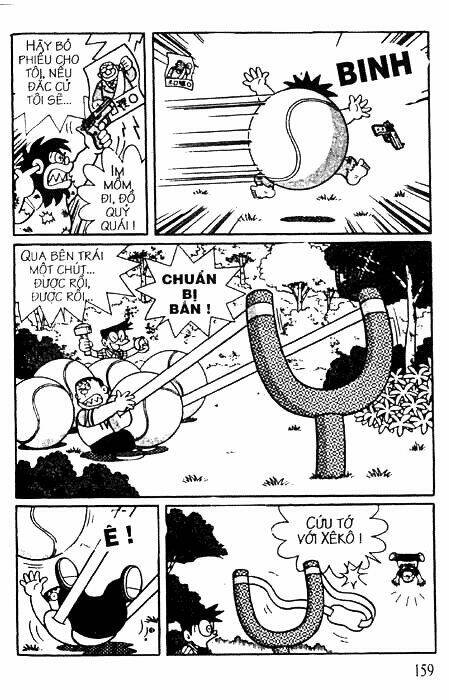 HÃY BỎ
PHIẾU CHO
TÔI, NẾU
ĐẮC CỬ
TÔI SẼ...
IM
MỒM
ĐI, ĐỒ
QUỶ
QUÁI !
BINH
QUA BÊN TRÁI
MỘT CHÚT...
ĐƯỢC RỒI,
ĐƯỢC RỒI.
CHUẨN
BỊ
BẮN !
Ê !
CỨU TỚ
VỚI XÊKÔ !
159